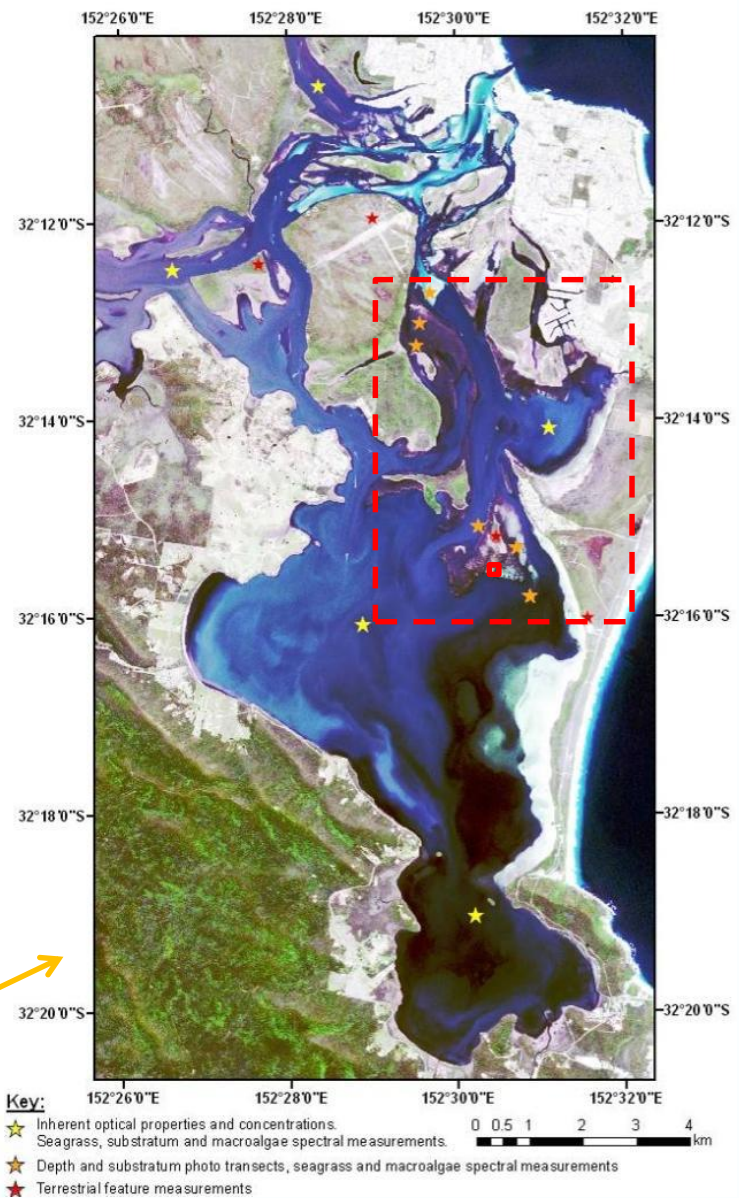 152°26'0"E 152°28'0"E 152°30'0"E 152°32'0"E
32°12'0"S 32°12'0"S
32°14'0"S 32°14'0"S
32°16'0"S 32°16'0"S
32°18'0"S 32°18'0"S
32°20'0"S 32°20'0"S
152°26'0"E 152°28'0"E 152°30'0"E 152°32'0"E
Key:
Inherent optical properties and concentrations.
Seagrass, substratum and macroalgae spectral measurements.
0 0.5 1 2 3 4
km
Depth and substratum photo transects, seagrass and macroalgae spectral measurements
Terrestrial feature measurements